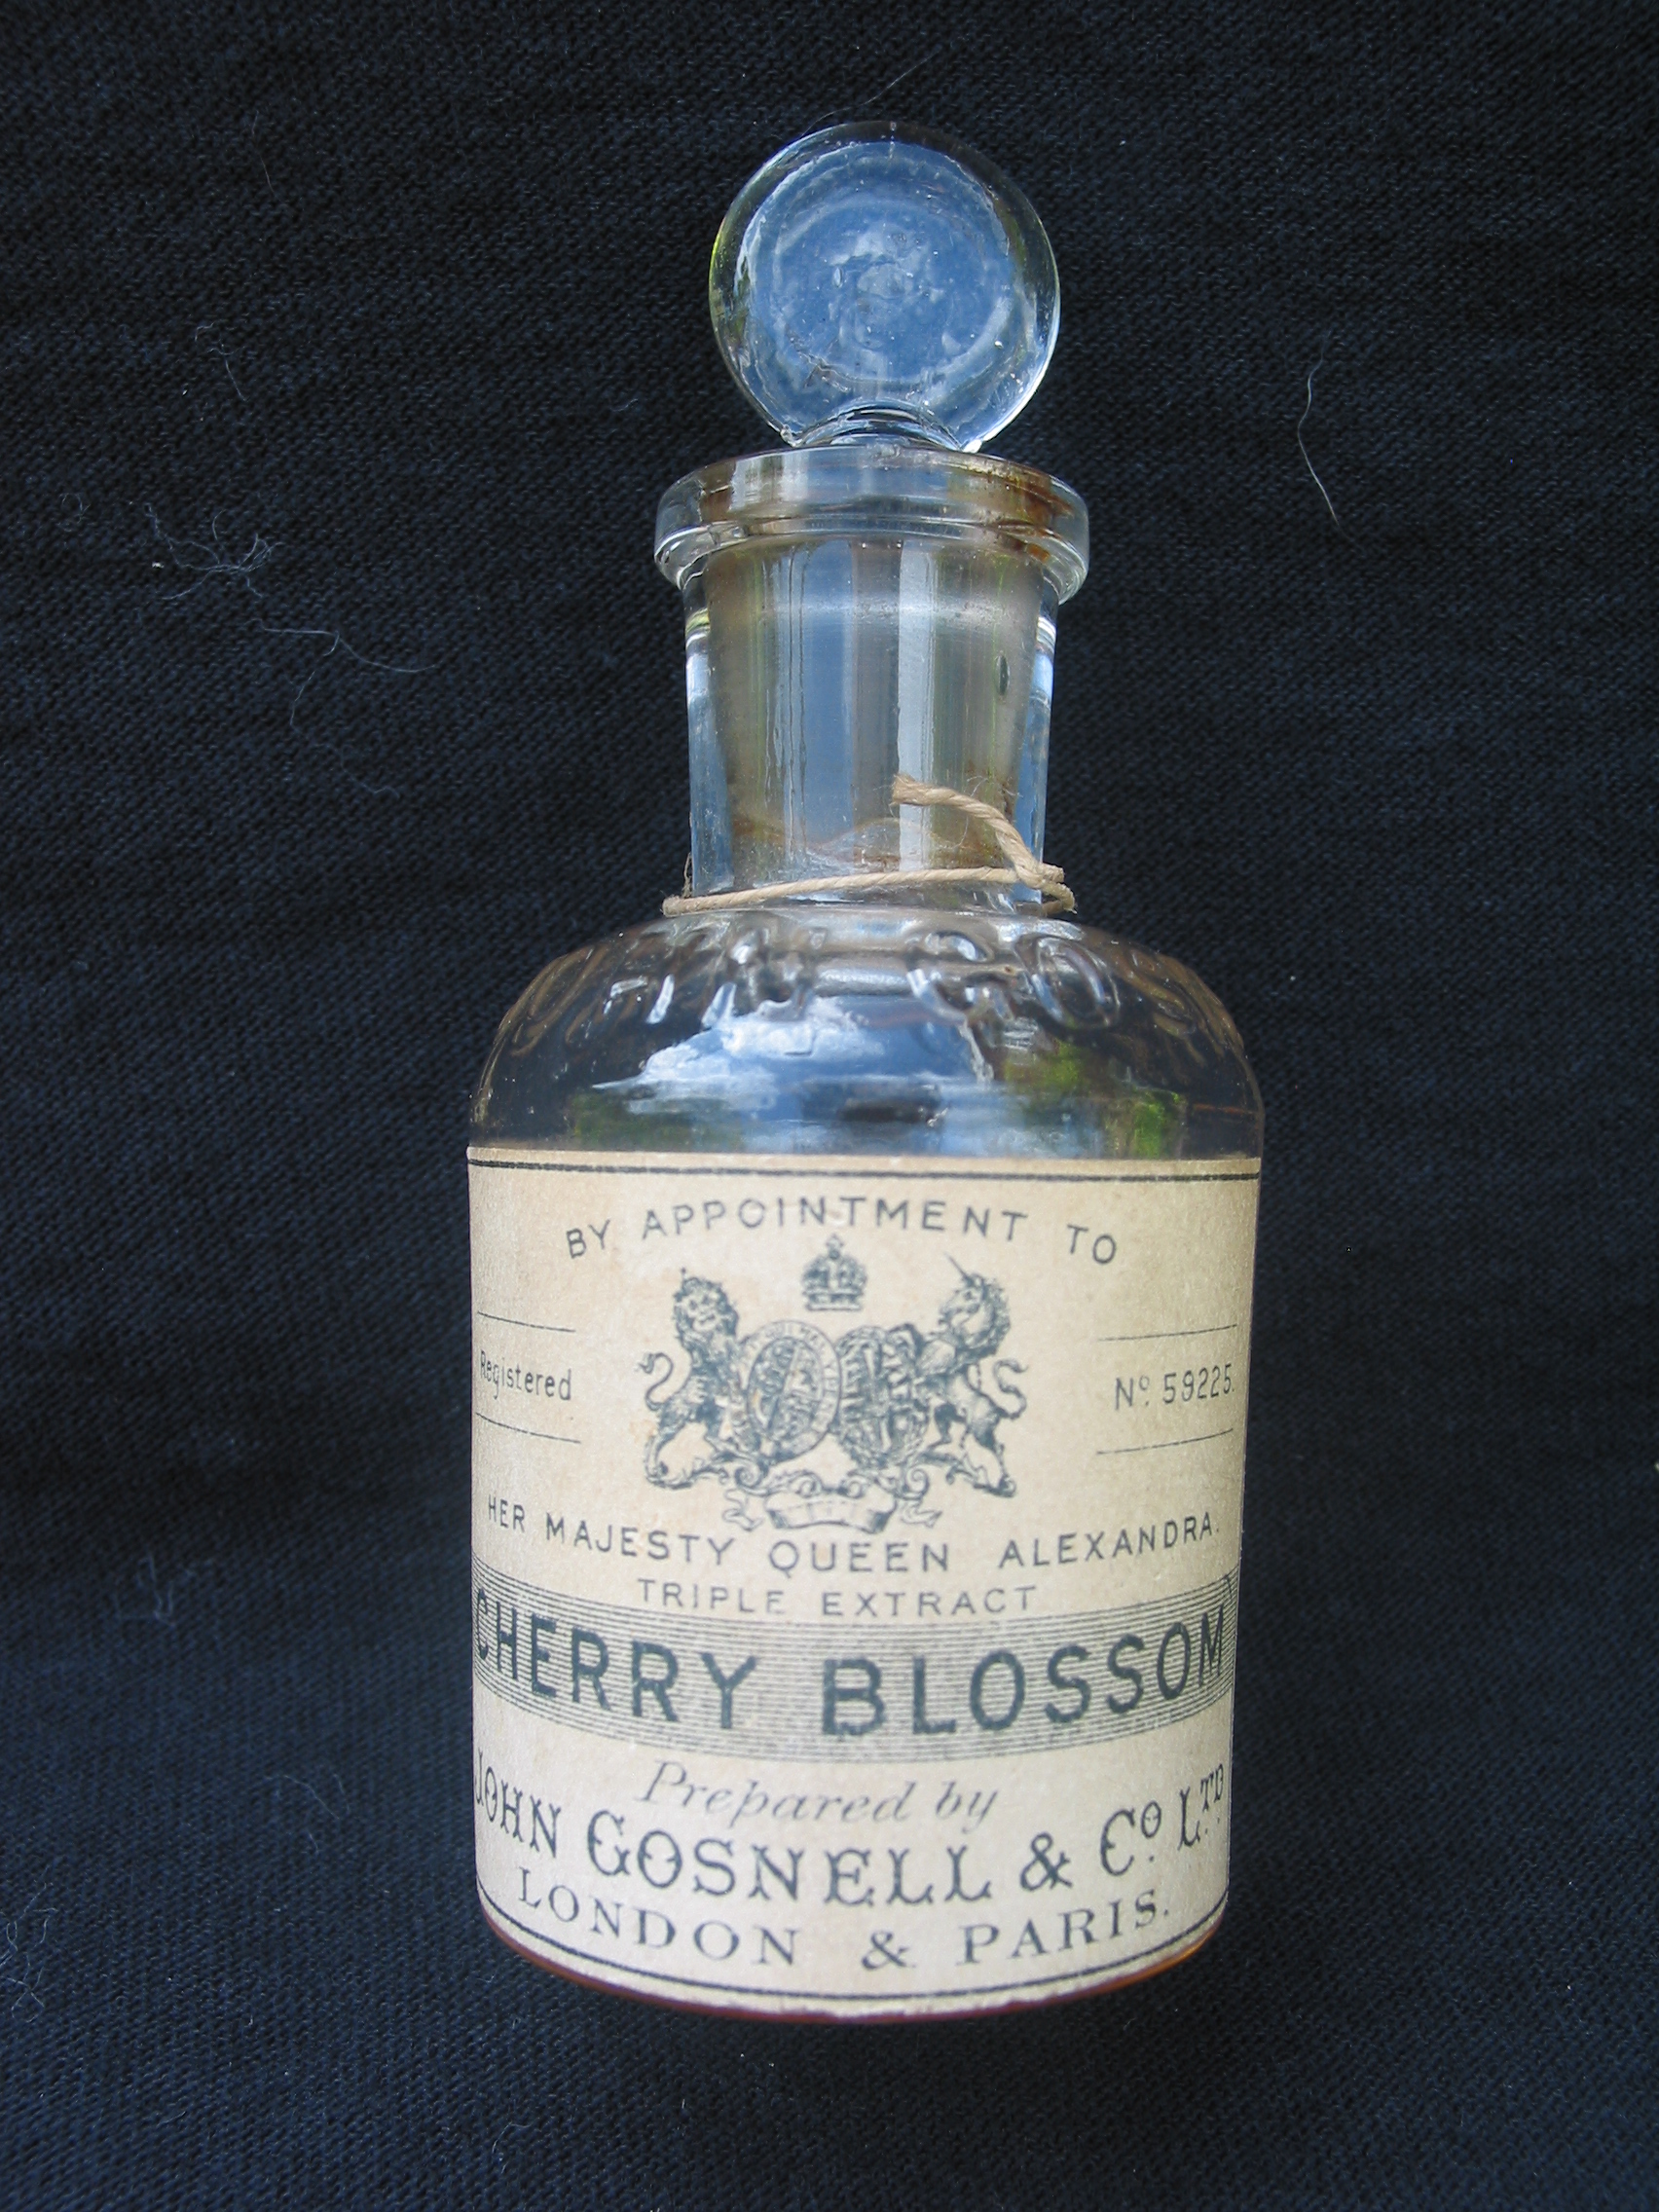 BY APPOINTMENT TO
Registered
Nº. 59225.
HER MAJESTY QUEEN ALEXANDRA.
TRIPLE EXTRACT
CHERRY BLOSSOM
Prepared by
JOHN GOSNELL & Cº. LTD.
LONDON & PARIS.